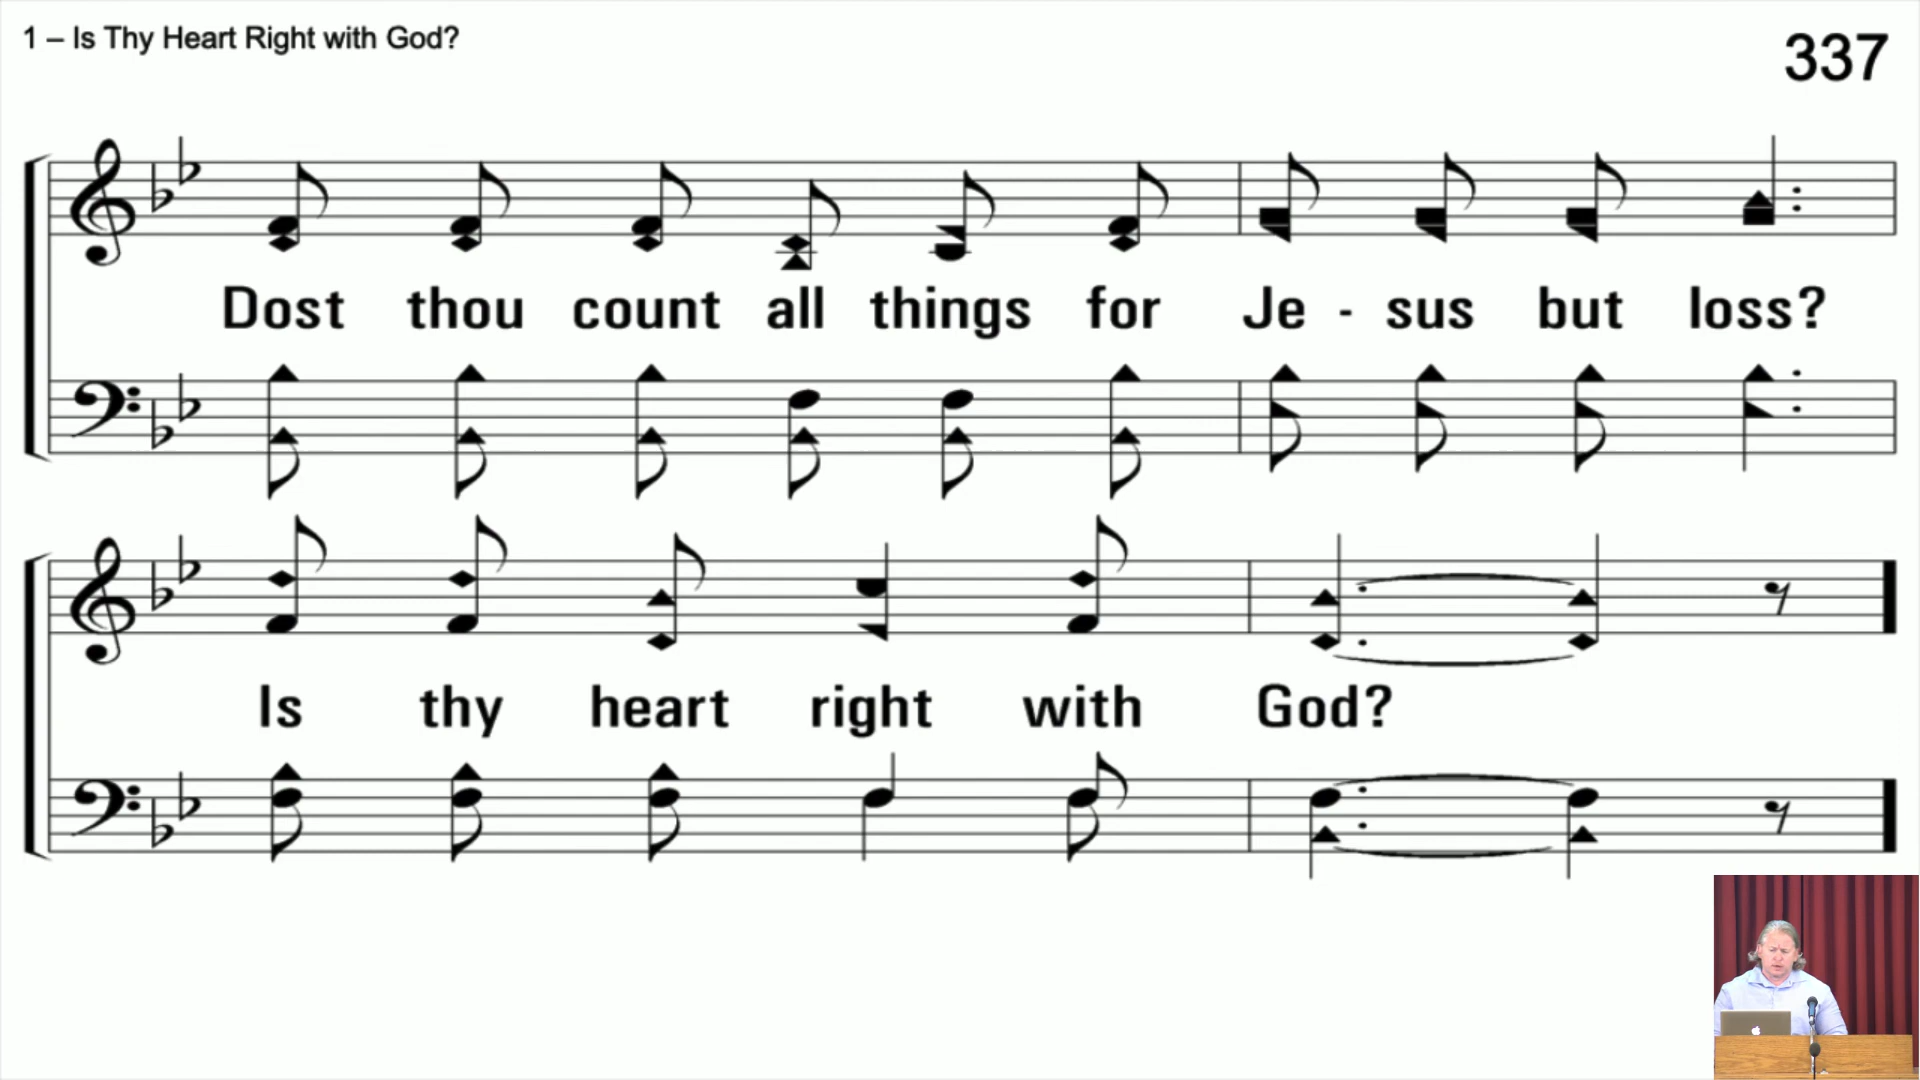 1 – Is Thy Heart Right with God?
337
Dost thou count all things for Je - sus but loss?
Is thy heart right with God?